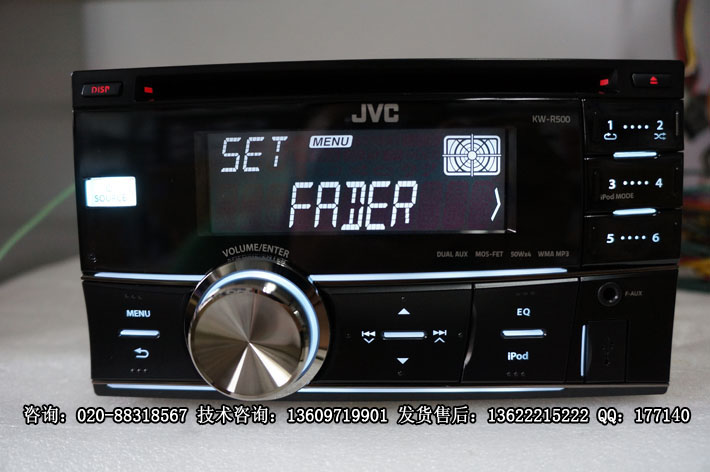 DISP
JVC
KW-R500
SET MENU
FADER
SOURCE
1 •••• 2
3 •••• 4
iPod MODE
5 •••• 6
VOLUME/ENTER
DUAL AUX MOS-FET 50Wx4 WMA MP3
MENU
EQ
iPod
F-AUX
咨询: 020-88318567 技术咨询: 13609719901 发货售后: 13622215222 QQ: 177140